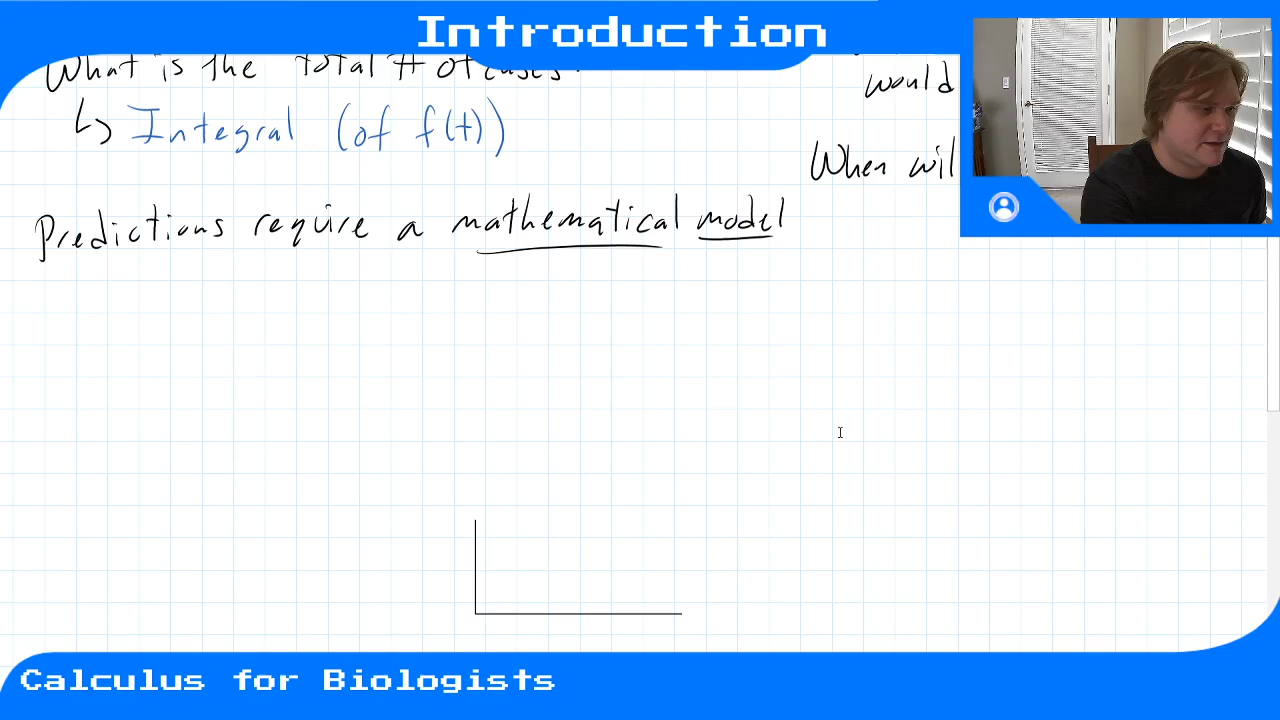 Introduction
What is the total # of cases?
↳ Integral (of f(t))
would
When wil
Predictions require a mathematical model
Calculus for Biologists